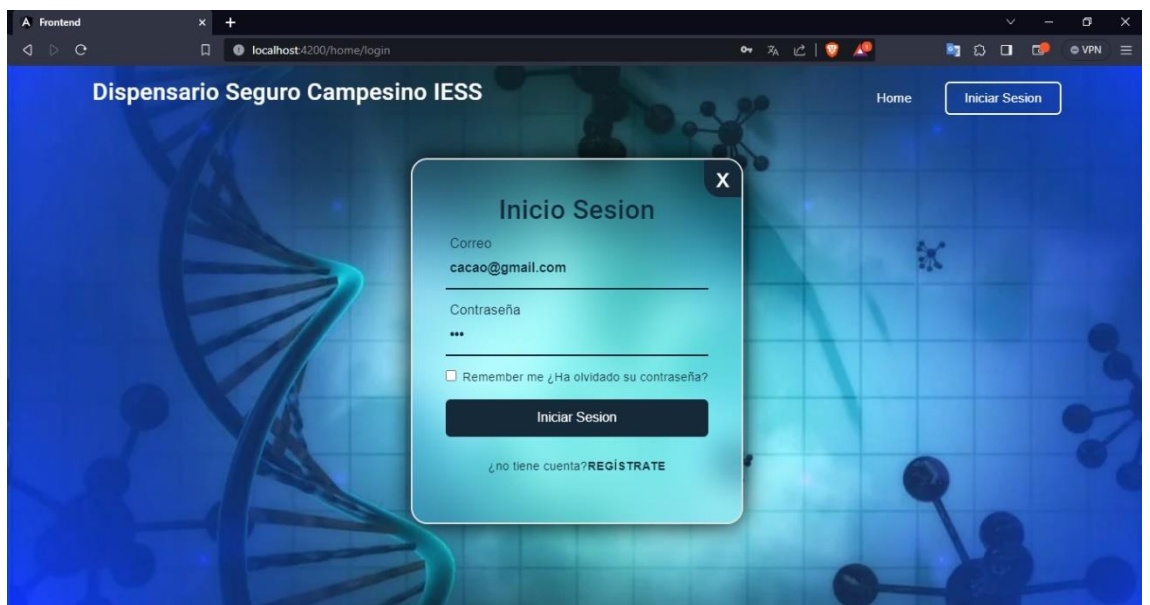 Frontend
localhost:4200/home/login
VPN
Dispensario Seguro Campesino IESS
Home
Iniciar Sesion
X
Inicio Sesion
Correo
cacao@gmail.com
Contraseña
•••
Remember me ¿Ha olvidado su contraseña?
Iniciar Sesion
¿no tiene cuenta?REGÍSTRATE